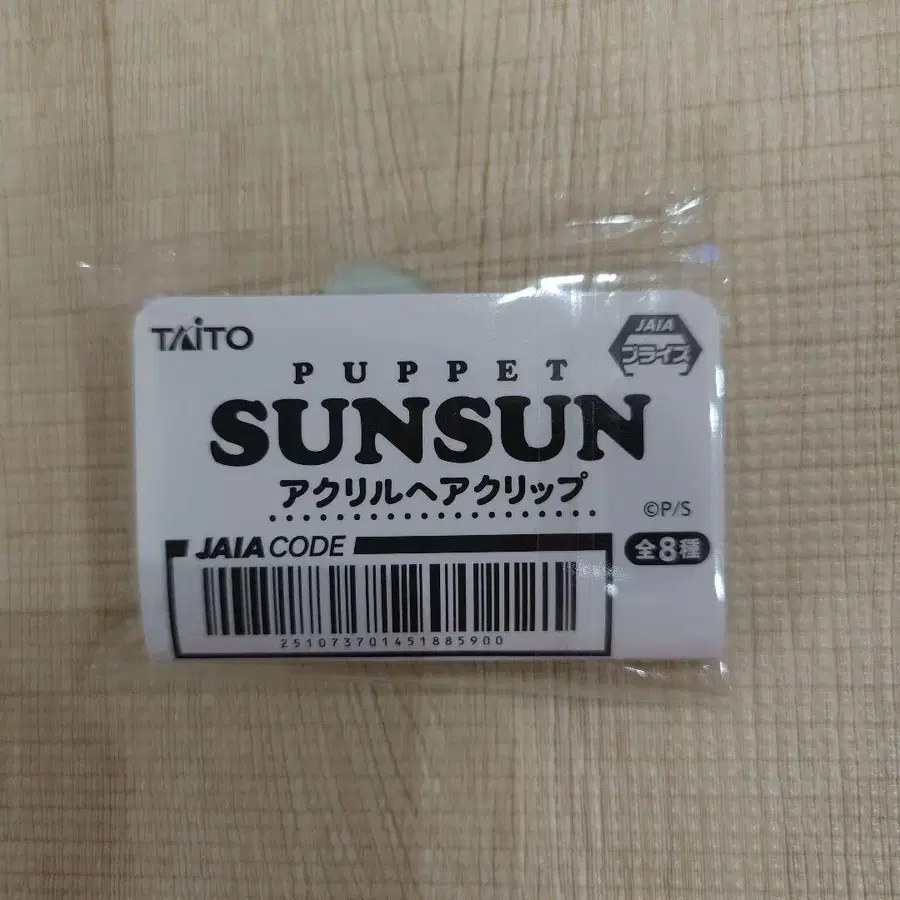 TAITO
JAIA
プライズ
PUPPET
SUNSUN
アクリルヘアクリップ
©P/S
JAIA CODE
全8種
251073701451885900